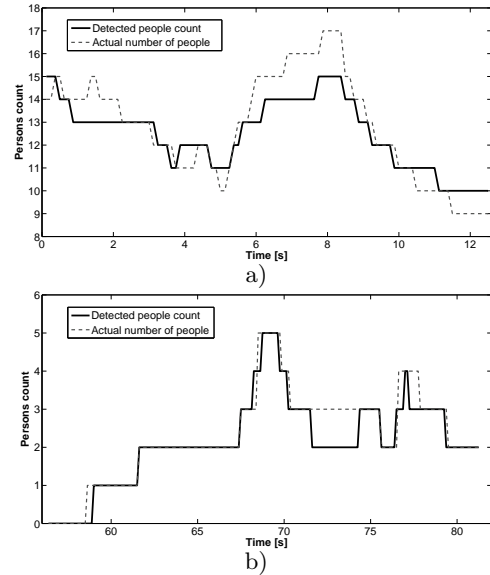 18
17
16
15
14
13
12
11
10
9
8
Persons count
Detected people count
Actual number of people
0 2 4 6 8 10 12
Time [s]
a)
6
5
4
3
2
1
0
Persons count
Detected people count
Actual number of people
60 65 70 75 80
Time [s]
b)